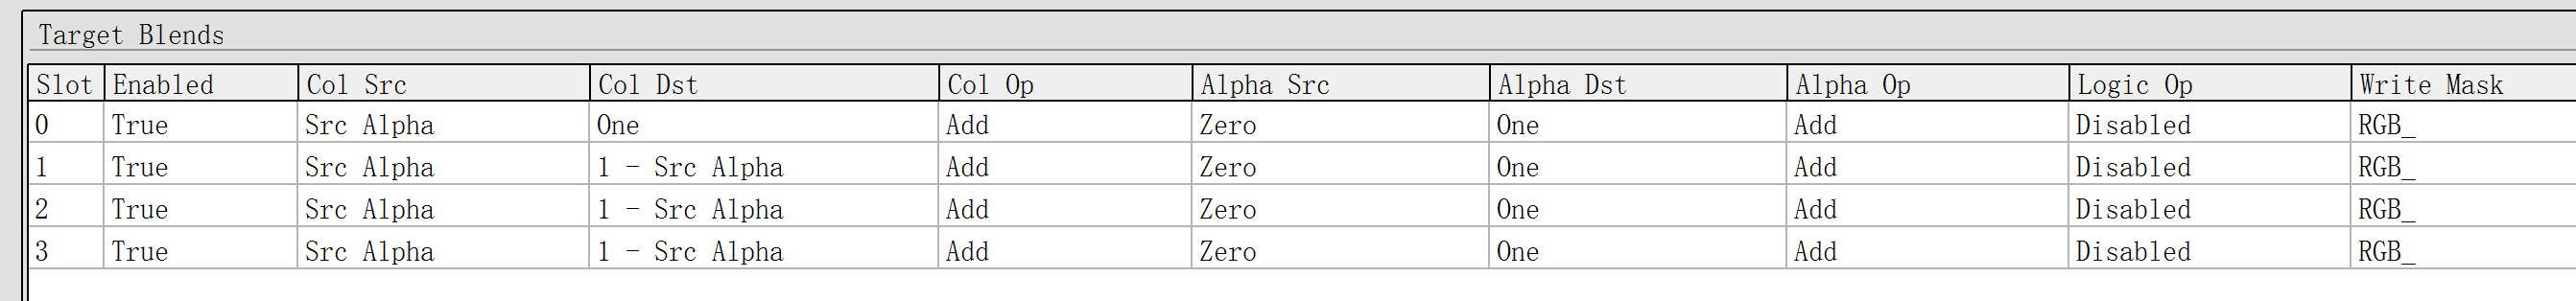 Target Blends
Slot Enabled Col Src Col Dst Col Op Alpha Src Alpha Dst Alpha Op Logic Op Write Mask
0 True Src Alpha One Add Zero One Add Disabled RGB_
1 True Src Alpha 1 - Src Alpha Add Zero One Add Disabled RGB_
2 True Src Alpha 1 - Src Alpha Add Zero One Add Disabled RGB_
3 True Src Alpha 1 - Src Alpha Add Zero One Add Disabled RGB_